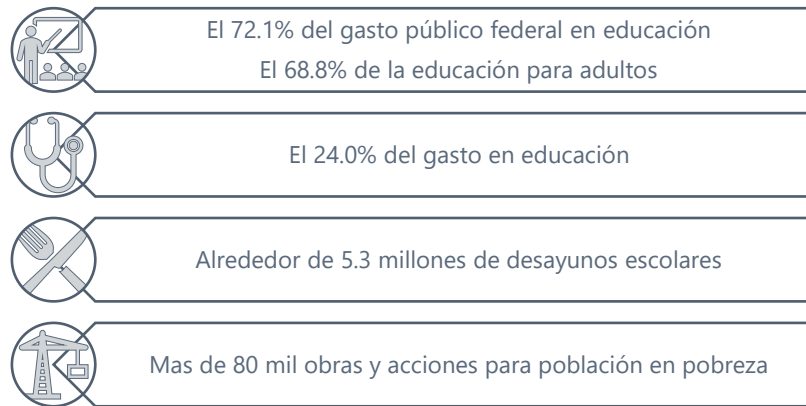 El 72.1% del gasto público federal en educación
El 68.8% de la educación para adultos
El 24.0% del gasto en educación
Alrededor de 5.3 millones de desayunos escolares
Mas de 80 mil obras y acciones para población en pobreza